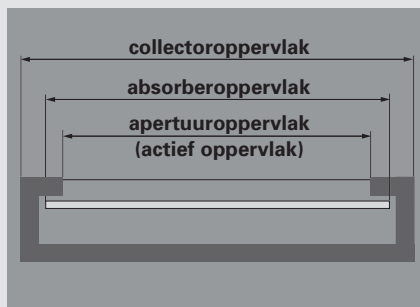 collectoroppervlak
absorberoppervlak
apertuuroppervlak
(actief oppervlak)